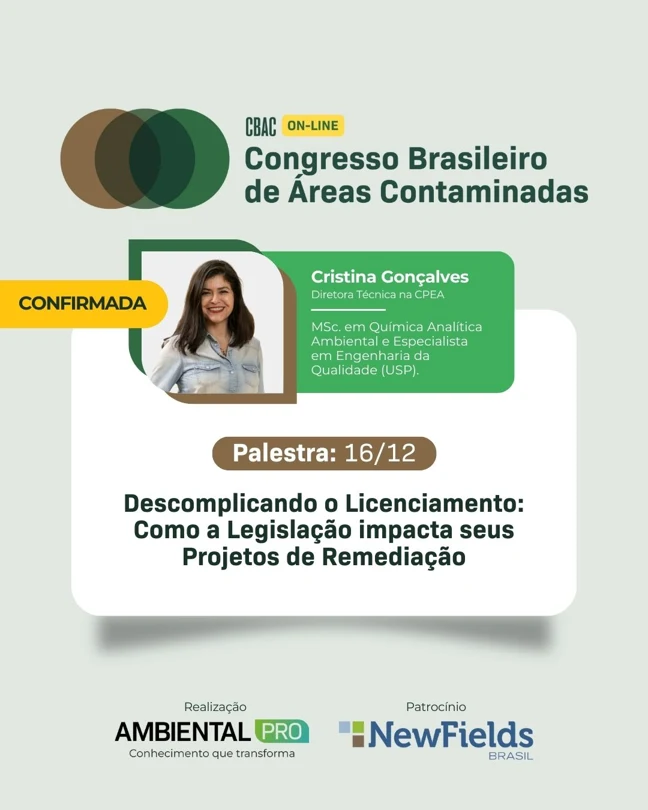 CBAC ON-LINE
Congresso Brasileiro
de Áreas Contaminadas
CONFIRMADA
Cristina Gonçalves
Diretora Técnica na CPEA
MSc. em Química Analítica
Ambiental e Especialista
em Engenharia da
Qualidade (USP).
Palestra: 16/12
Descomplicando o Licenciamento:
Como a Legislação impacta seus
Projetos de Remediação
Realização
AMBIENTAL PRO
Conhecimento que transforma
Patrocínio
NewFields
BRASIL